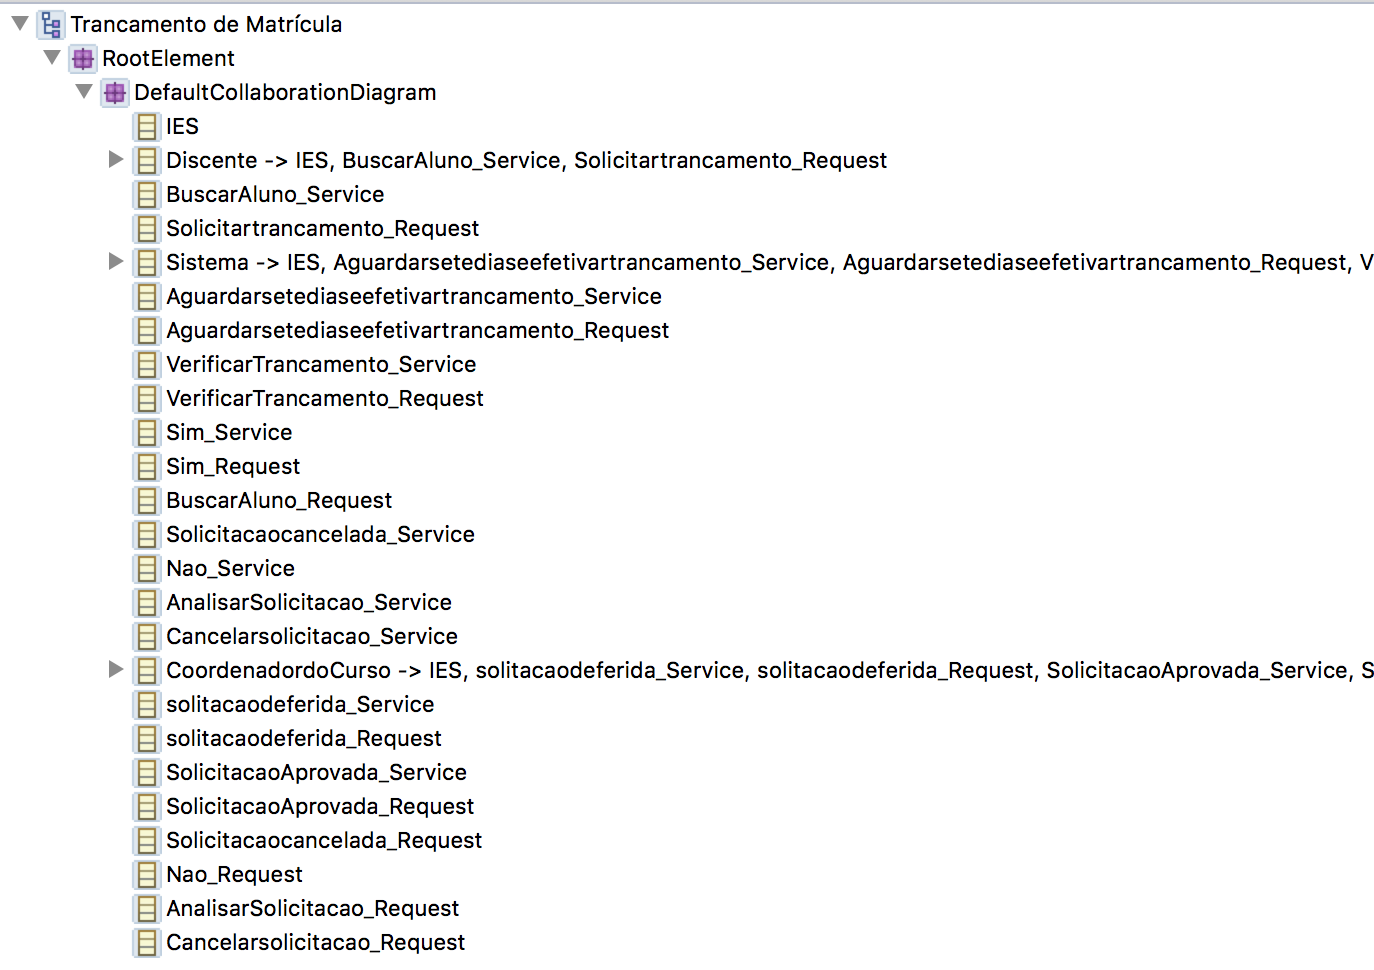 Trancamento de Matrícula
RootElement
DefaultCollaborationDiagram
IES
Discente -> IES, BuscarAluno_Service, Solicitartrancamento_Request
BuscarAluno_Service
Solicitartrancamento_Request
Sistema -> IES, Aguardarsetediaseefetivartrancamento_Service, Aguardarsetediaseefetivartrancamento_Request, V
Aguardarsetediaseefetivartrancamento_Service
Aguardarsetediaseefetivartrancamento_Request
VerificarTrancamento_Service
VerificarTrancamento_Request
Sim_Service
Sim_Request
BuscarAluno_Request
Solicitacaocancelada_Service
Nao_Service
AnalisarSolicitacao_Service
Cancelarsolicitacao_Service
CoordenadordoCurso -> IES, solitacaodeferida_Service, solitacaodeferida_Request, SolicitacaoAprovada_Service, S
solitacaodeferida_Service
solitacaodeferida_Request
SolicitacaoAprovada_Service
SolicitacaoAprovada_Request
Solicitacaocancelada_Request
Nao_Request
AnalisarSolicitacao_Request
Cancelarsolicitacao_Request